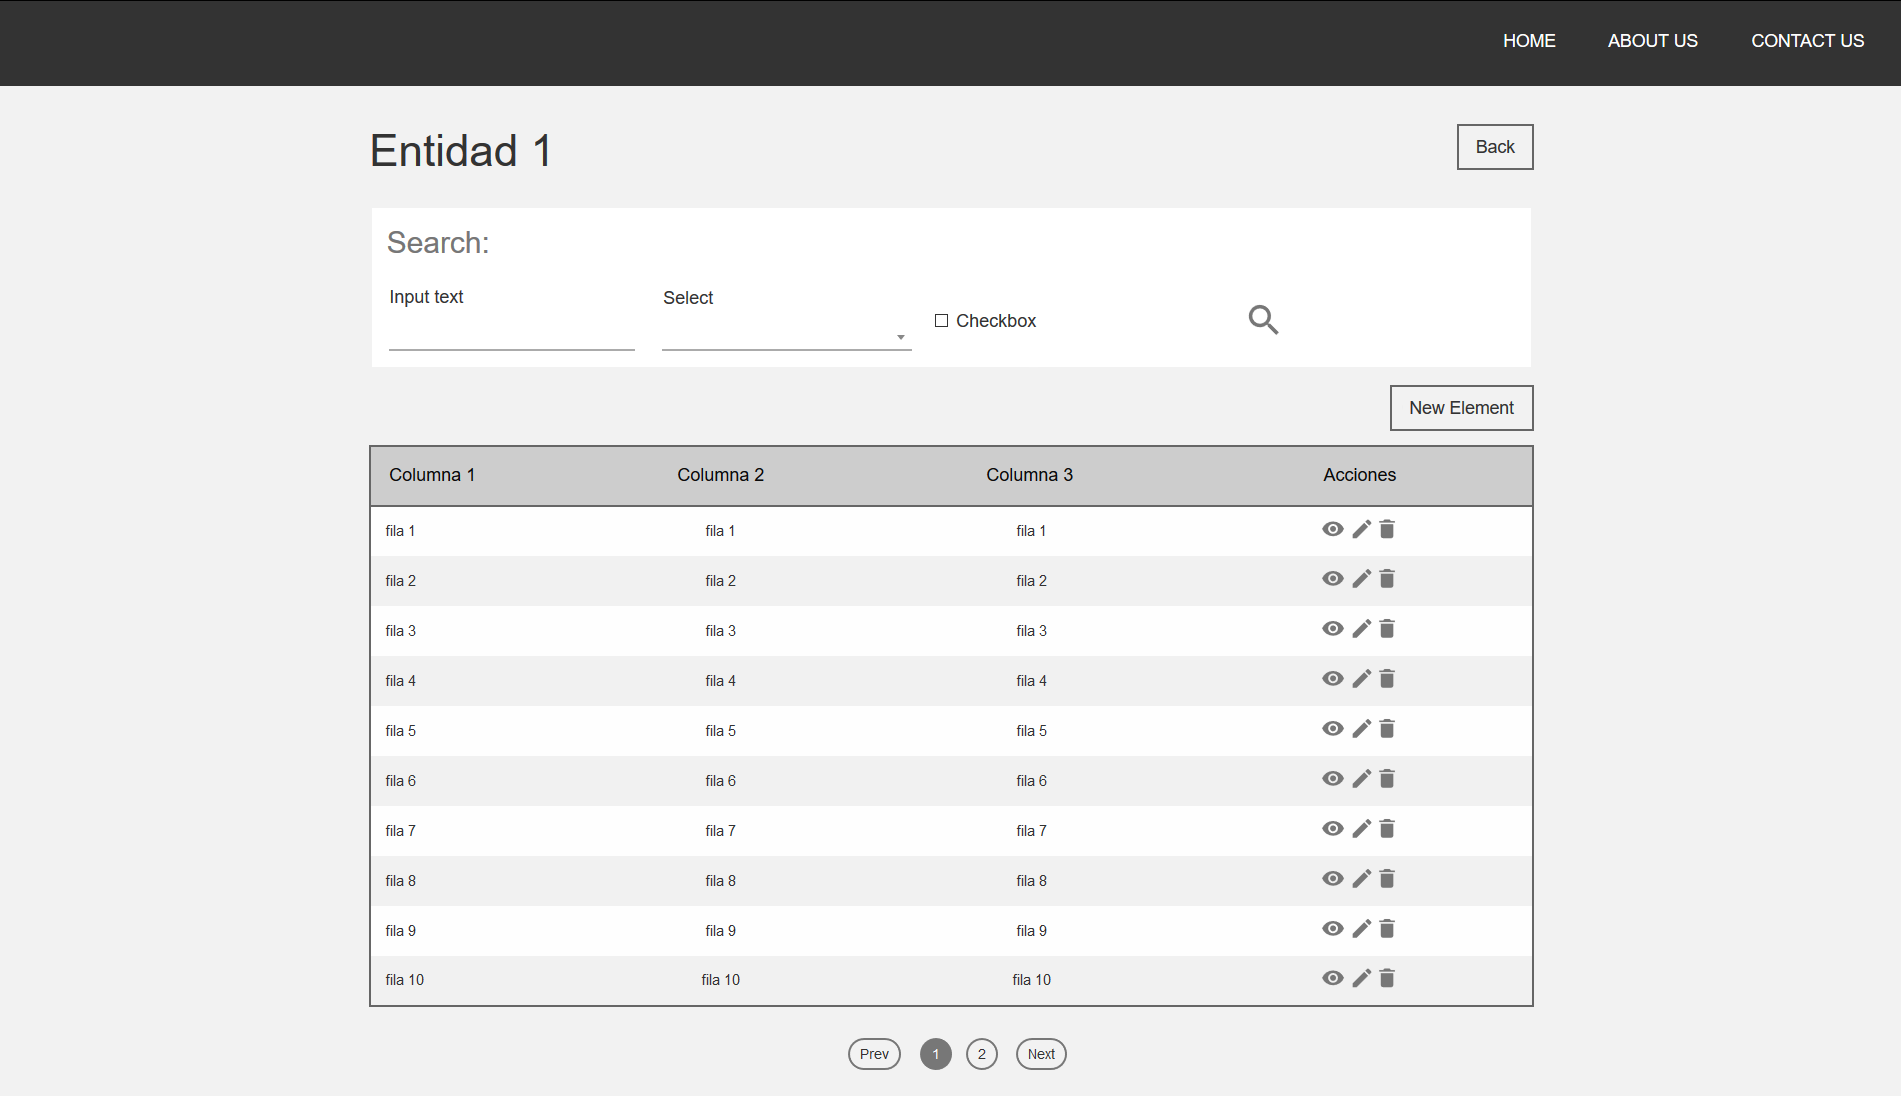 HOME ABOUT US CONTACT US
Entidad 1 Back
Search:
Input text Select
Checkbox
New Element
Columna 1 Columna 2 Columna 3 Acciones
fila 1 fila 1 fila 1
fila 2 fila 2 fila 2
fila 3 fila 3 fila 3
fila 4 fila 4 fila 4
fila 5 fila 5 fila 5
fila 6 fila 6 fila 6
fila 7 fila 7 fila 7
fila 8 fila 8 fila 8
fila 9 fila 9 fila 9
fila 10 fila 10 fila 10
Prev 1 2 Next